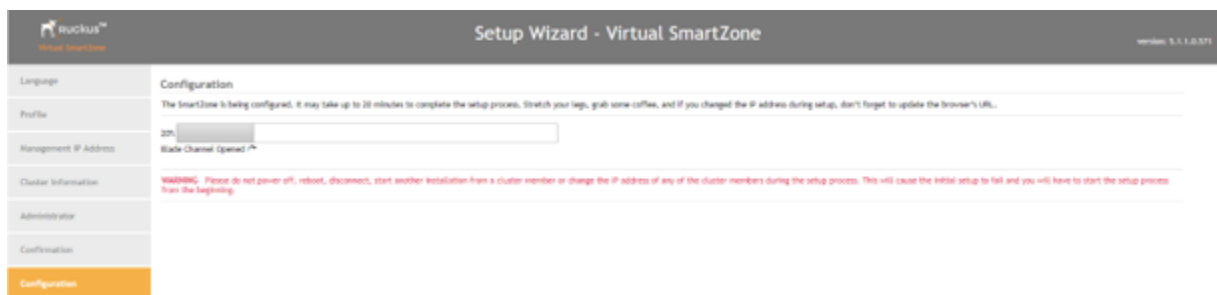 Ruckus™
Virtual SmartZone
Setup Wizard - Virtual SmartZone
version: 5.1.1.0.571
Language
Profile
Management IP Address
Cluster Information
Administrator
Confirmation
Configuration
Configuration
The SmartZone is being configured. It may take up to 20 minutes to complete the setup process. Stretch your legs, grab some coffee, and if you changed the IP address during setup, don't forget to update the browser's URL.
20%
Blade Channel Opened
WARNING: Please do not power off, reboot, disconnect, start another installation from a cluster member or change the IP address of any of the cluster members during the setup process. This will cause the initial setup to fail and you will have to start the setup process
from the beginning.